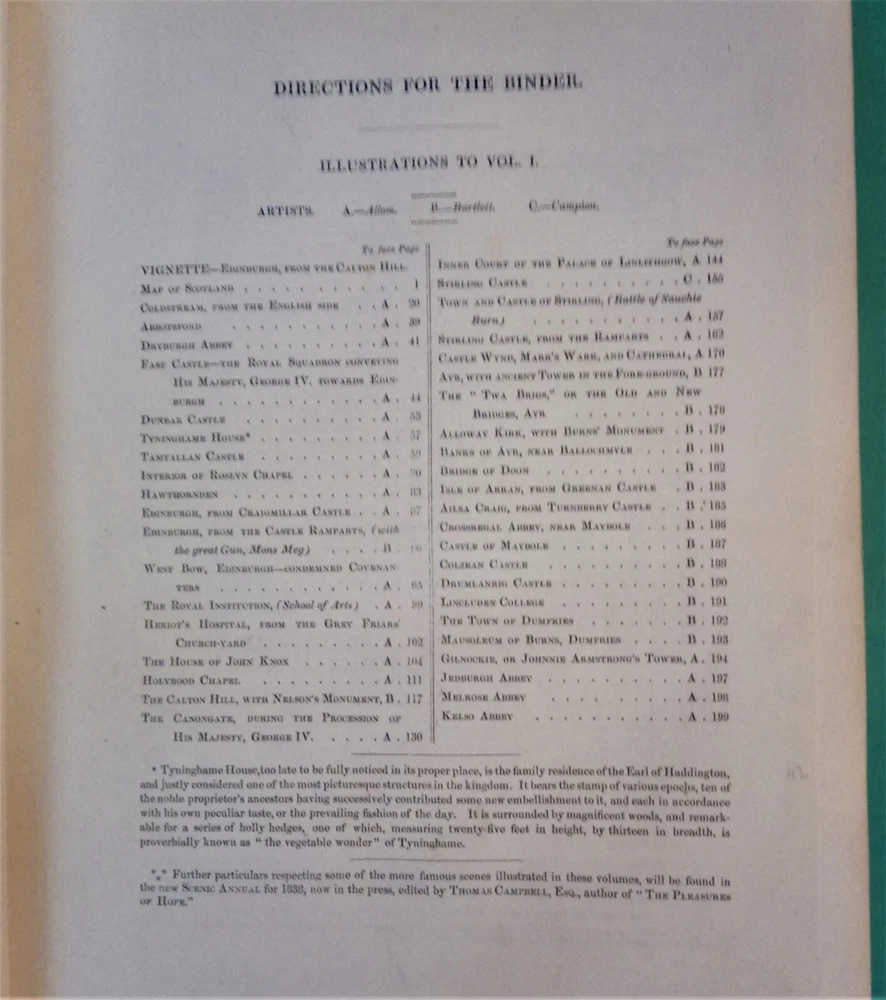 DIRECTIONS FOR THE BINDER.
ILLUSTRATIONS TO VOL. I.
ARTISTS. A.—Allom. B.—Bartlett. C.—Campion.
To face Page
VIGNETTE—EDINBURGH, FROM THE CALTON HILL.
MAP OF SCOTLAND . . . . . . . . . . 1
COLDSTREAM, FROM THE ENGLISH SIDE . . A . 20
ABBOTSFORD . . . . . . . . . A . 39
DRYBURGH ABBEY . . . . . . . . A . 41
FAST CASTLE—THE ROYAL SQUADRON CONVEYING
HIS MAJESTY, GEORGE IV. TOWARDS EDIN-
BURGH . . . . . . . . . . A . 44
DUNBAR CASTLE . . . . . . . . A . 53
TYNINGHAME HOUSE* . . . . . . . A . 57
TAMTALLAN CASTLE . . . . . . . A . 59
INTERIOR OF ROSLYN CHAPEL . . . . . A .
HAWTHORNDEN . . . . . . . . . A . 83
EDINBURGH, FROM CRAIGMILLAR CASTLE . . A . 87
EDINBURGH, FROM THE CASTLE RAMPARTS, (with
the great Gun, Mons Meg) . . . . B .
WEST BOW, EDINBURGH—CONDEMNED COVENAN-
TERS . . . . . . . . . . A . 95
THE ROYAL INSTITUTION, (School of Arts) . A . 99
HERIOT'S HOSPITAL, FROM THE GREY FRIARS'
CHURCH-YARD . . . . . . . . A . 102
THE HOUSE OF JOHN KNOX . . . . . . A . 104
HOLYROOD CHAPEL . . . . . . . . A . 111
THE CALTON HILL, WITH NELSON'S MONUMENT, B . 117
THE CANONGATE, DURING THE PROCESSION OF
HIS MAJESTY, GEORGE IV. . . . . A . 130
To face Page
INNER COURT OF THE PALACE OF LINLITHGOW, A 144
STIRLING CASTLE . . . . . . . . C . 155
TOWN AND CASTLE OF STIRLING, (Battle of Sauchie
Burn) . . . . . . . . . . A . 157
STIRLING CASTLE, FROM THE RAMPARTS . . A . 162
CASTLE WYND, MARR'S WARK, AND CATHEDRAL, A 170
AYR, WITH ANCIENT TOWER IN THE FORE-GROUND, B 177
THE "TWA BRIGS," OR THE OLD AND NEW
BRIDGES, AYR . . . . . . . B . 178
ALLOWAY KIRK, WITH BURNS' MONUMENT . B . 179
BANKS OF AYR, NEAR BALLOCHMYLE . . . B . 181
BRIDGE OF DOON . . . . . . . . B . 182
ISLE OF ARRAN, FROM GREENAN CASTLE . B . 183
AILSA CRAIG, FROM TURNBERRY CASTLE . . B . 185
CROSSREGAL ABBEY, NEAR MAYBOLE . . . B . 186
CASTLE OF MAYBOLE . . . . . . . . B . 187
COLZEAN CASTLE . . . . . . . . B . 188
DRUMLANRIG CASTLE . . . . . . . . B . 190
LINCLUDEN COLLEGE . . . . . . . . B . 191
THE TOWN OF DUMFRIES . . . . . . B . 192
MAUSOLEUM OF BURNS, DUMFRIES . . . . B . 193
GILNOCKIE, OR JOHNNIE ARMSTRONG'S TOWER, A . 194
JEDBURGH ABBEY . . . . . . . . . A . 197
MELROSE ABBEY . . . . . . . . . A . 198
KELSO ABBEY . . . . . . . . . . A . 199
* Tyninghame House, too late to be fully noticed in its proper place, is the family residence of the Earl of Haddington,
and justly considered one of the most picturesque structures in the kingdom. It bears the stamp of various epochs, ten of
the noble proprietor's ancestors having successively contributed some new embellishment to it, and each in accordance
with his own peculiar taste, or the prevailing fashion of the day. It is surrounded by magnificent woods, and remark-
able for a series of holly hedges, one of which, measuring twenty-five feet in height, by thirteen in breadth, is
proverbially known as "the vegetable wonder" of Tyninghame.
*** Further particulars respecting some of the more famous scenes illustrated in these volumes, will be found in
the new SCENIC ANNUAL for 1838, now in the press, edited by THOMAS CAMPBELL, ESQ., author of "THE PLEASURES
OF HOPE."